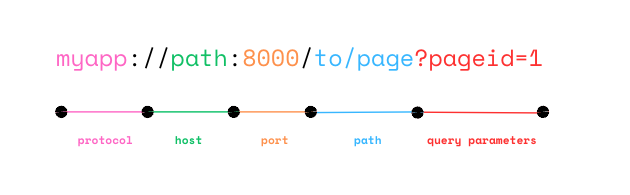 myapp://path:8000/to/page?pageid=1
protocol host port path query parameters